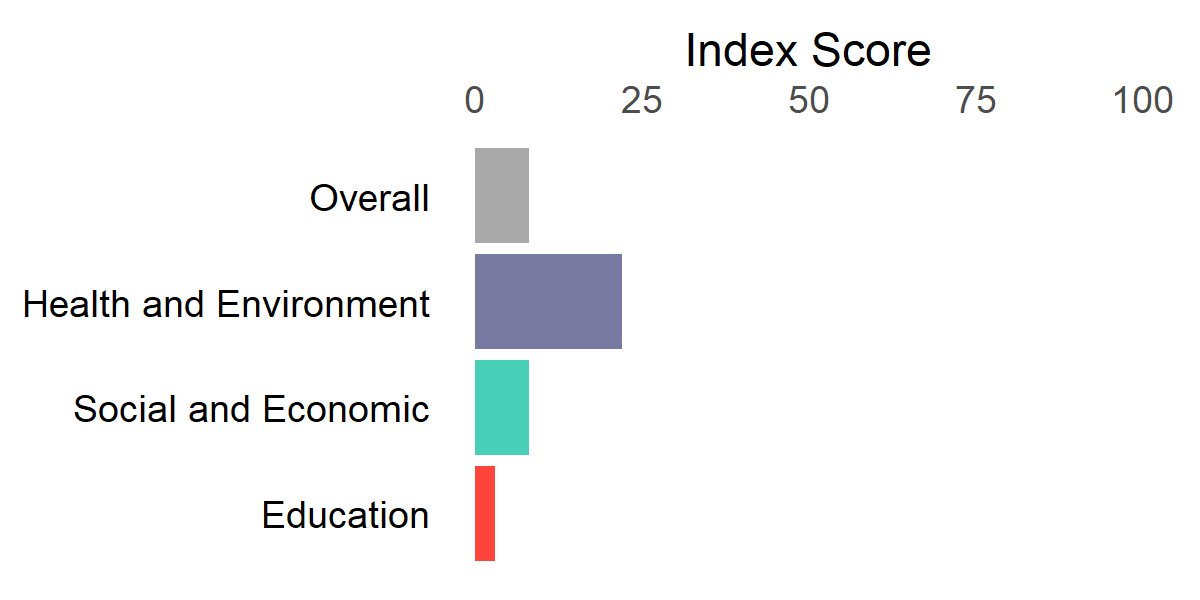 Index Score
0 25 50 75 100
Overall
Health and Environment
Social and Economic
Education